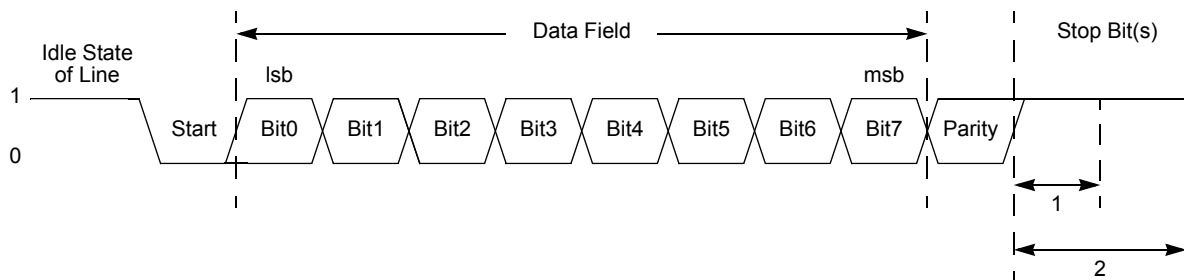 Data Field
Stop Bit(s)
Idle State
of Line
lsb
msb
1
Start
Bit0
Bit1
Bit2
Bit3
Bit4
Bit5
Bit6
Bit7
Parity
0
1
2